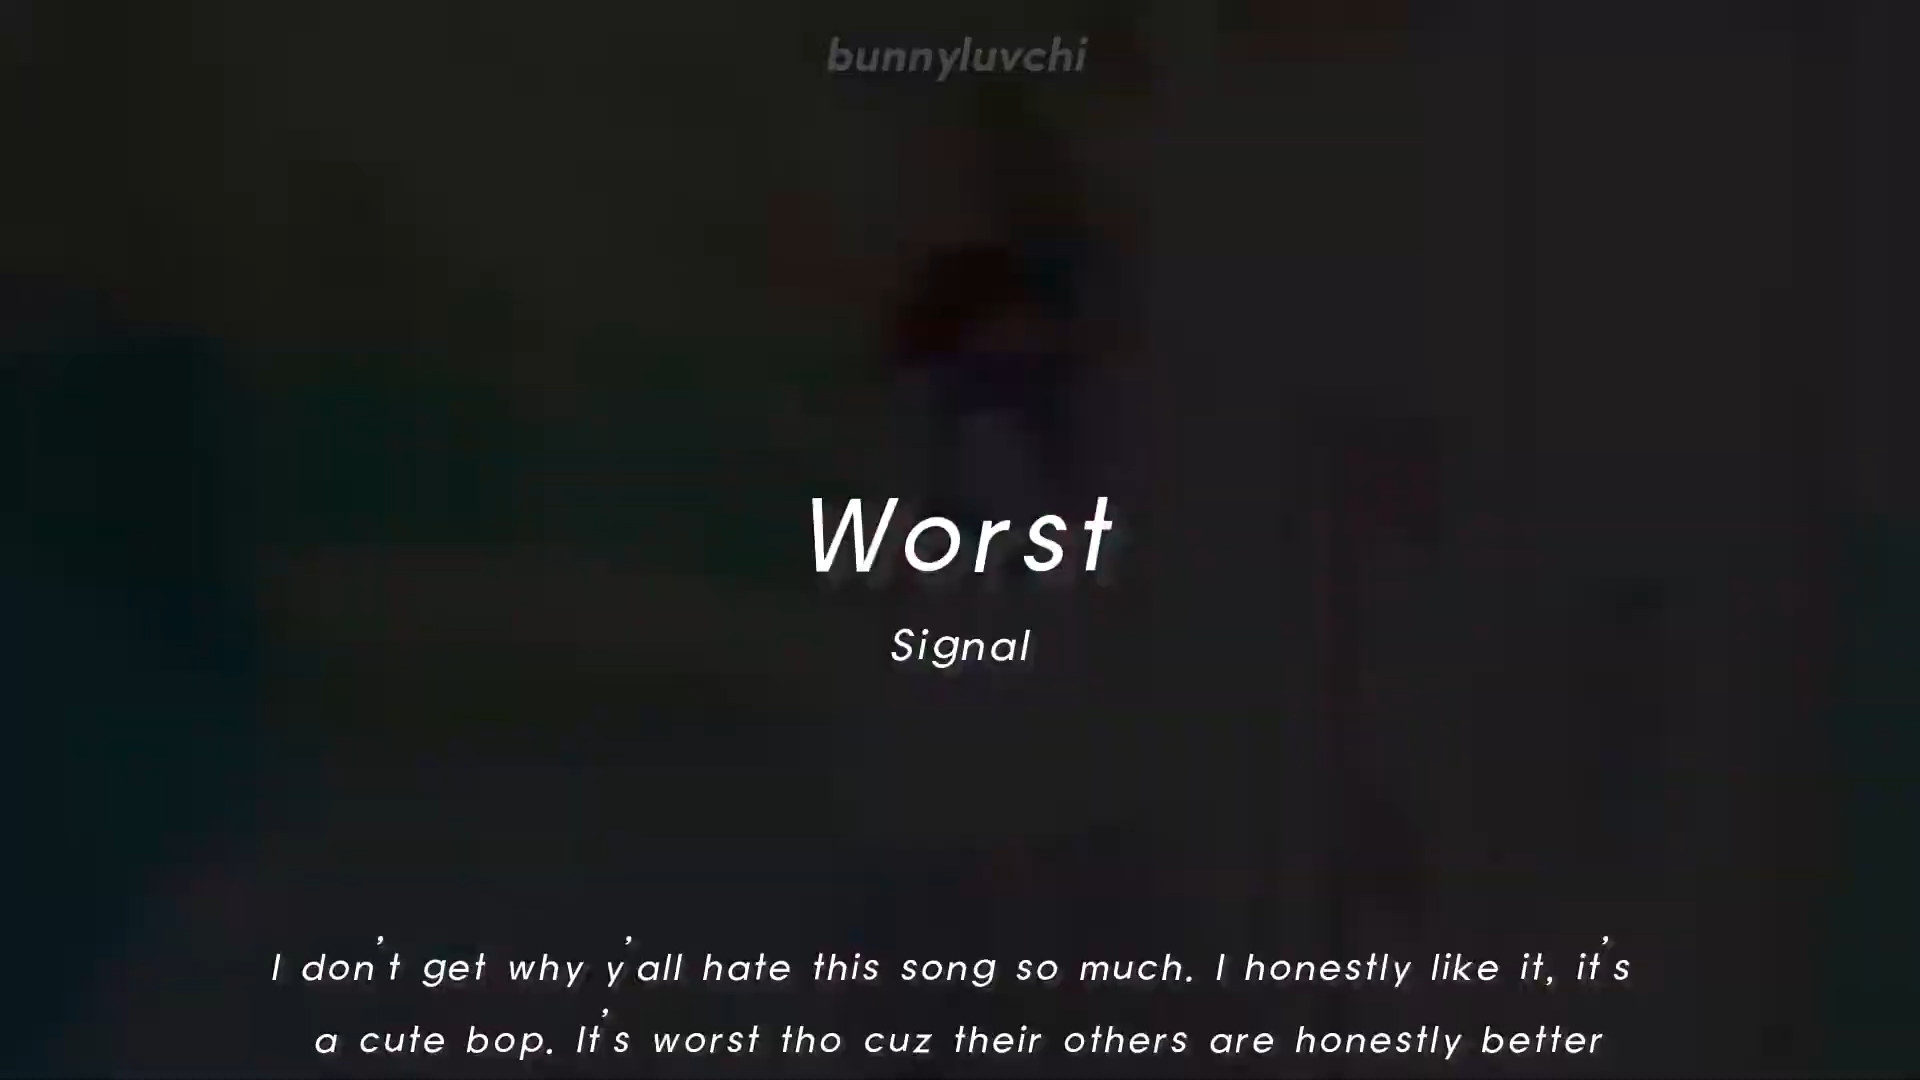 bunnyluvchi
Worst
Signal
I don't get why y'all hate this song so much. I honestly like it, it's
a cute bop. It's worst tho cuz their others are honestly better